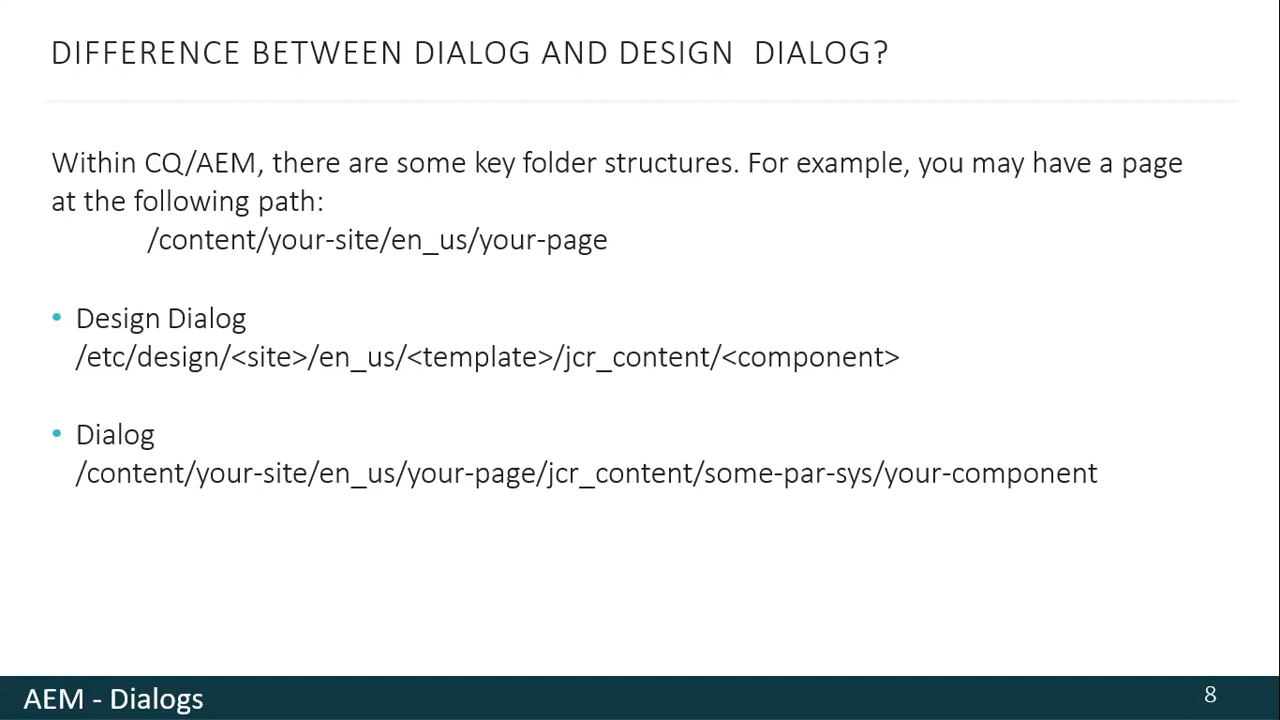 DIFFERENCE BETWEEN DIALOG AND DESIGN  DIALOG?
Within CQ/AEM, there are some key folder structures. For example, you may have a page
at the following path:
/content/your-site/en_us/your-page
• Design Dialog
/etc/design/<site>/en_us/<template>/jcr_content/<component>
• Dialog
/content/your-site/en_us/your-page/jcr_content/some-par-sys/your-component
AEM - Dialogs
8